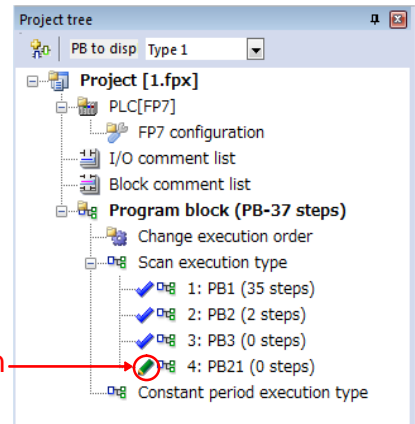 Project tree
PB to disp Type 1
Project [1.fpx]
PLC[FP7]
FP7 configuration
I/O comment list
Block comment list
Program block (PB-37 steps)
Change execution order
Scan execution type
1: PB1 (35 steps)
2: PB2 (2 steps)
3: PB3 (0 steps)
4: PB21 (0 steps)
Constant period execution type